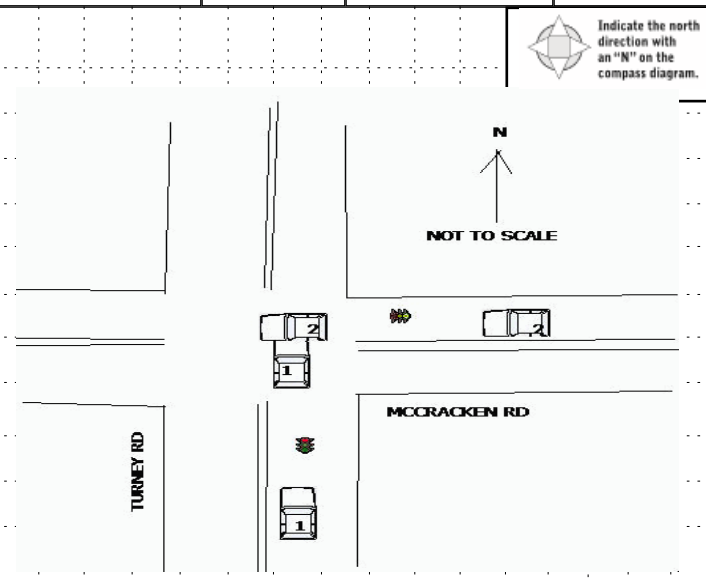 Indicate the north
direction with
an “N” on the
compass diagram.
N
NOT TO SCALE
2
2
1
MCCRACKEN RD
TURNEY RD
1